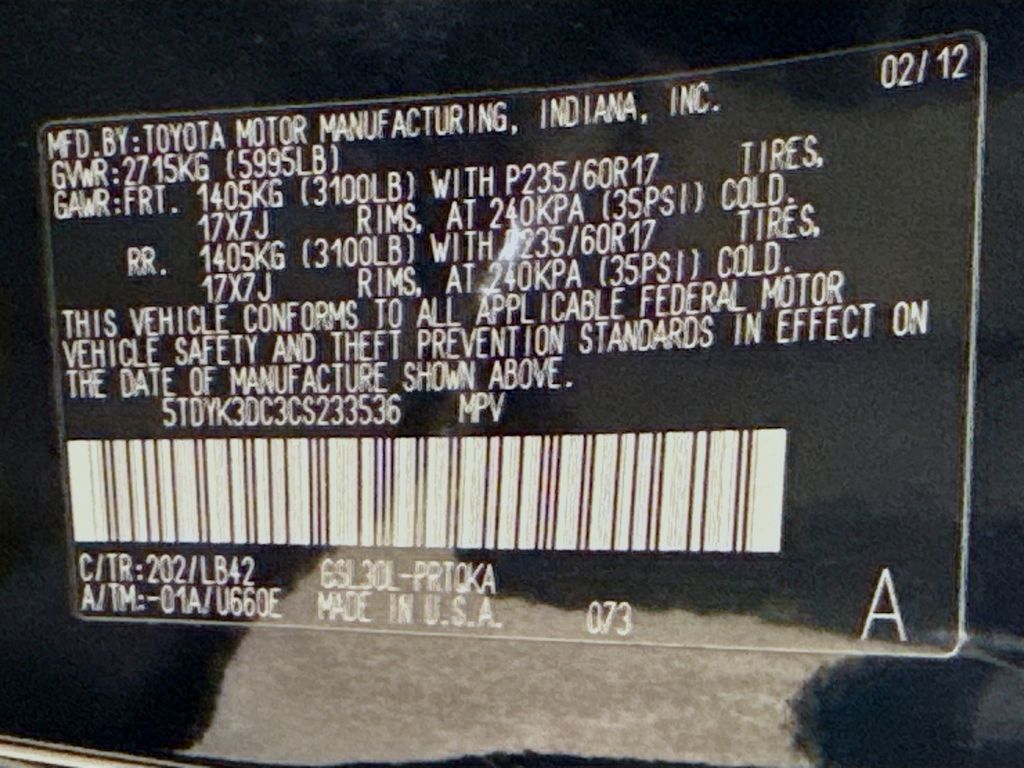 02/12
MFD.BY:TOYOTA MOTOR MANUFACTURING, INDIANA, INC.
GVWR:2715KG (5995LB)
GAWR:FRT. 1405KG (3100LB) WITH P235/60R17 TIRES,
17X7J RIMS, AT 240KPA (35PSI) COLD.
RR. 1405KG (3100LB) WITH P235/60R17 TIRES,
17X7J RIMS, AT 240KPA (35PSI) COLD.
THIS VEHICLE CONFORMS TO ALL APPLICABLE FEDERAL MOTOR
VEHICLE SAFETY AND THEFT PREVENTION STANDARDS IN EFFECT ON
THE DATE OF MANUFACTURE SHOWN ABOVE.
5TDYK3DC3CS233536 MPV
C/TR:202/LB42 GSL30L-PRTQKA
A/TM:-01A/U660E MADE IN U.S.A. 073
A